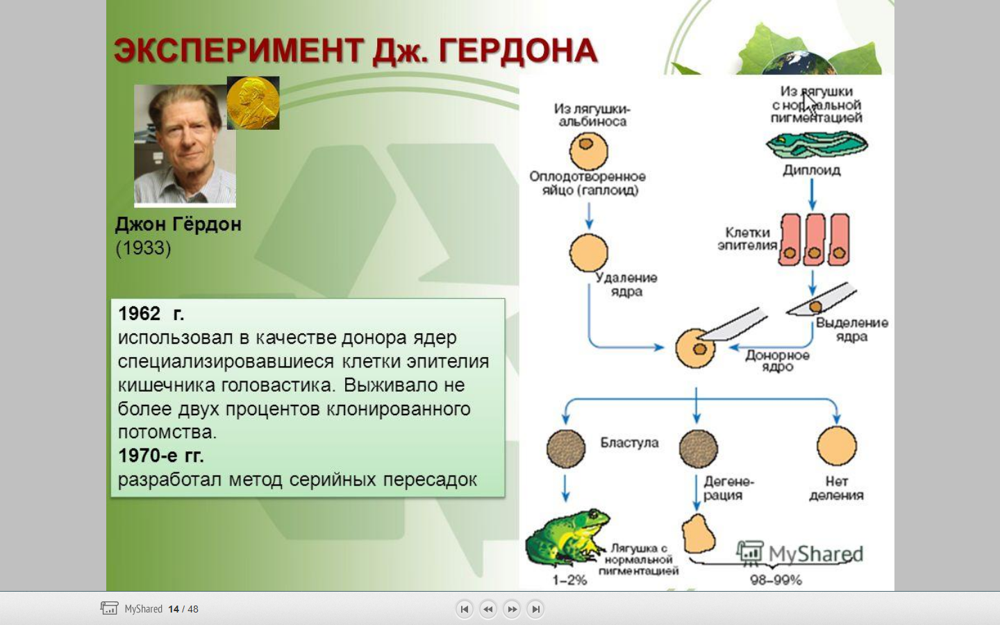 ЭКСПЕРИМЕНТ Дж. ГЕРДОНА
Джон Гёрдон
(1933)
1962 г.
использовал в качестве донора ядер
специализировавшиеся клетки эпителия
кишечника головастика. Выживало не
более двух процентов клонированного
потомства.
1970-е гг.
разработал метод серийных пересадок
Из лягушки-
альбиноса
Оплодотворенное
яйцо (гаплоид)
Удаление
ядра
Из лягушки
с нормальной
пигментацией
Диплоид
Клетки
эпителия
Выделение
ядра
Донорное
ядро
Бластула
Дегене-
рация
Нет
деления
Лягушка с
нормальной
пигментацией
1–2%
98–99%
MyShared
MyShared 14 / 48